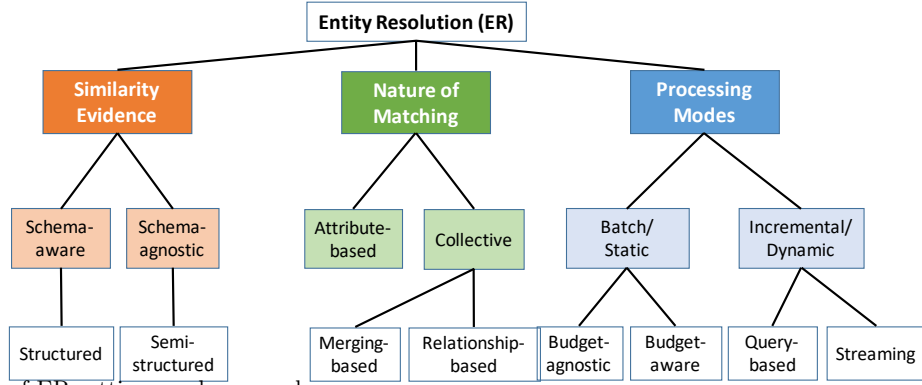 Entity Resolution (ER)
Similarity
Evidence
Nature of
Matching
Processing
Modes
Schema-
aware
Schema-
agnostic
Attribute-
based
Collective
Batch/
Static
Incremental/
Dynamic
Structured
Semi-
structured
Merging-
based
Relationship-
based
Budget-
agnostic
Budget-
aware
Query-
based
Streaming